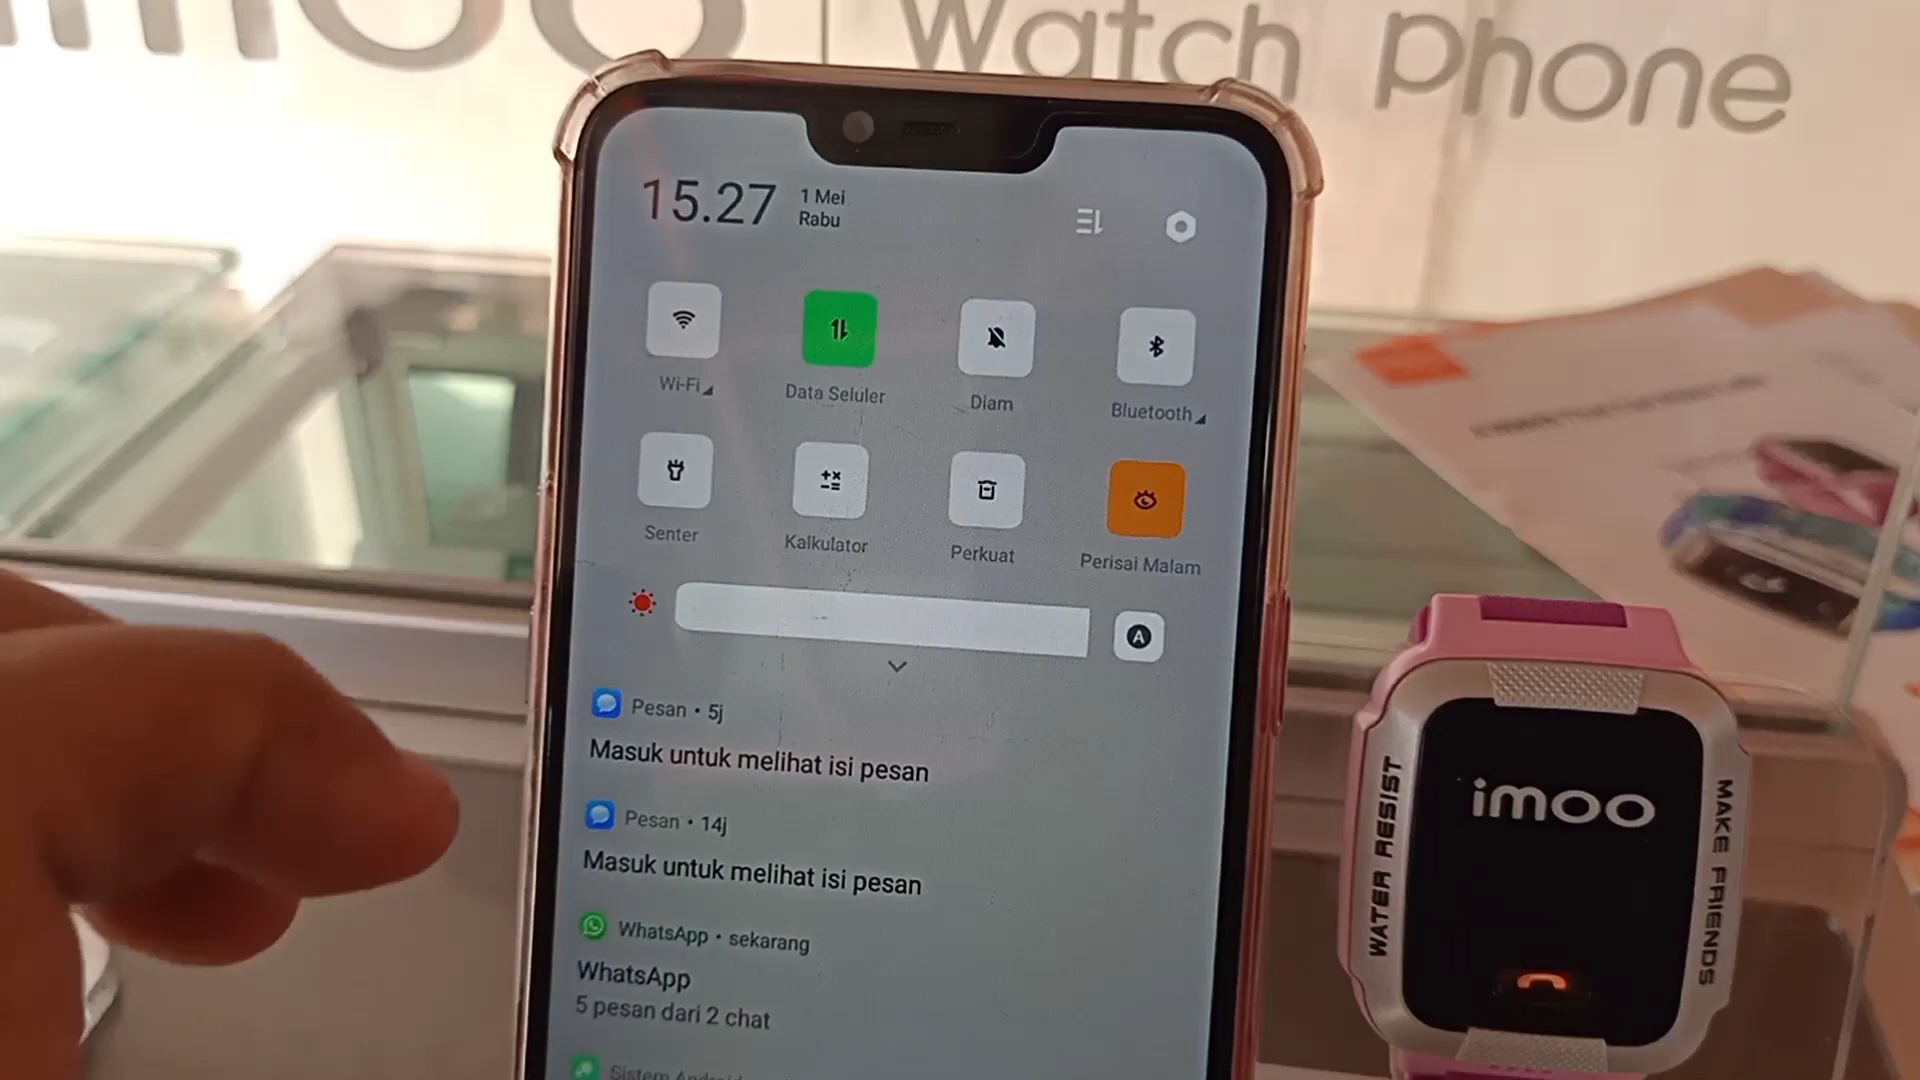 Watch phone
15.27
1 Mei
Rabu
Wi-Fi
Data Seluler
Diam
Bluetooth
Senter
Kalkulator
Perkuat
Perisai Malam
A
Pesan • 5j
Masuk untuk melihat isi pesan
Pesan • 14j
Masuk untuk melihat isi pesan
WhatsApp • sekarang
WhatsApp
5 pesan dari 2 chat
Sistem
WATER RESIST
imoo
MAKE FRIENDS